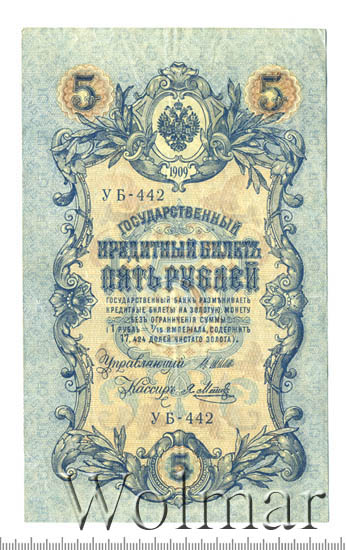 5 5
1909
УБ-442
ГОСУДАРСТВЕННЫЙ
КРЕДИТНЫЙ БИЛЕТЪ
ПЯТЬ РУБЛЕЙ
ГОСУДАРСТВЕННЫЙ БАНКЪ РАЗМѢНИВАЕТЪ
КРЕДИТНЫЕ БИЛЕТЫ НА ЗОЛОТУЮ МОНЕТУ
БЕЗЪ ОГРАНИЧЕНІЯ СУММЫ
(1 РУБЛЬ = 1/15 ИМПЕРІАЛА, СОДЕРЖИТЪ
17,424 ДОЛЕЙ ЧИСТАГО ЗОЛОТА).
Управляющій
Кассиръ
УБ-442
5
Wolmar